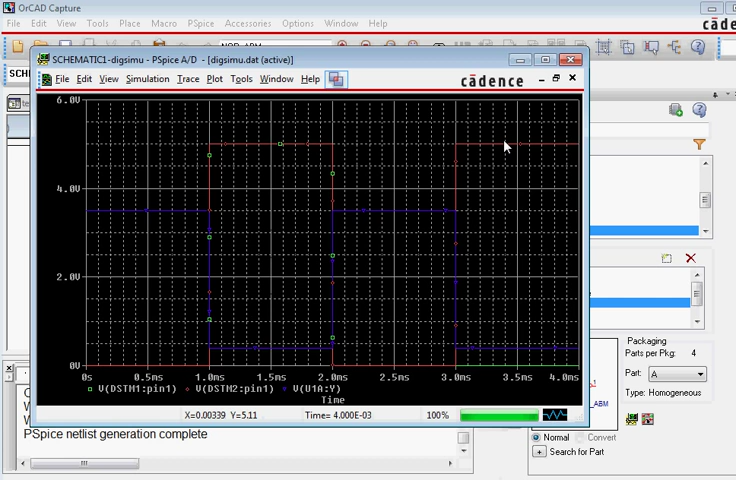 OrCAD Capture
File Edit View Tools Place Macro PSpice Accessories Options Window Help
cādence
SCHEMATIC1-digsimu - PSpice A/D - [digsimu.dat (active)]
File Edit View Simulation Trace Plot Tools Window Help
cādence
6.0V
4.0V
2.0V
0V
0s 0.5ms 1.0ms 1.5ms 2.0ms 2.5ms 3.0ms 3.5ms 4.0ms
V(DSTM1:pin1) V(DSTM2:pin1) V(U1A:Y)
Time
X=0.00339 Y=5.11 Time= 4.000E-03 100%
PSpice netlist generation complete
Packaging
Parts per Pkg: 4
Part: A
Type: Homogeneous
Normal Convert
Search for Part